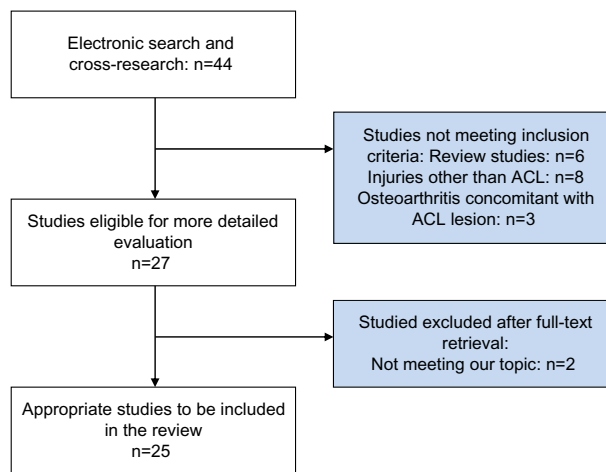 Electronic search and
cross-research: n=44
Studies not meeting inclusion
criteria: Review studies: n=6
Injuries other than ACL: n=8
Osteoarthritis concomitant with
ACL lesion: n=3
Studies eligible for more detailed
evaluation
n=27
Studied excluded after full-text
retrieval:
Not meeting our topic: n=2
Appropriate studies to be included
in the review
n=25